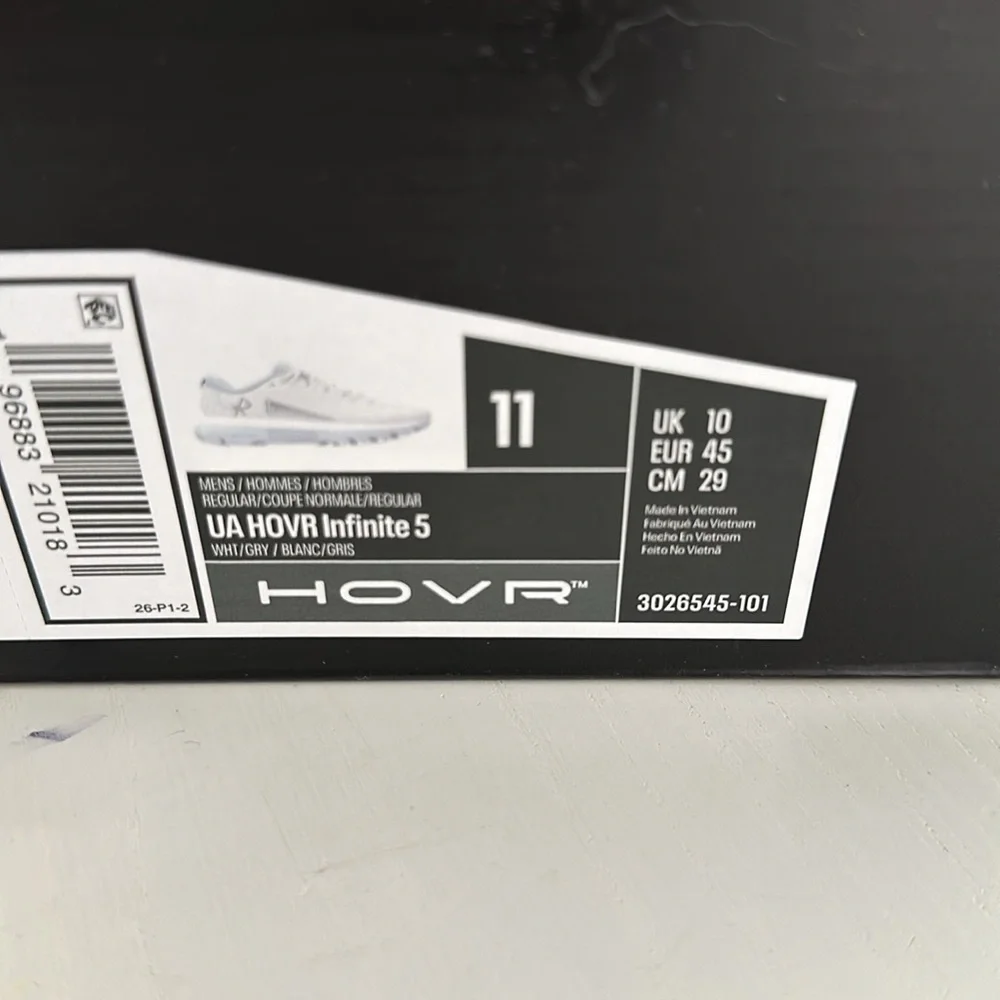 96883 21018 3
26-P1-2
11
MENS / HOMMES / HOMBRES
REGULAR/COUPE NORMALE/REGULAR
UA HOVR Infinite 5
WHT/GRY / BLANC/GRIS
HOVR™
UK 10
EUR 45
CM 29
Made In Vietnam
Fabriqué Au Vietnam
Hecho En Vietnam
Feito No Vietnã
3026545-101